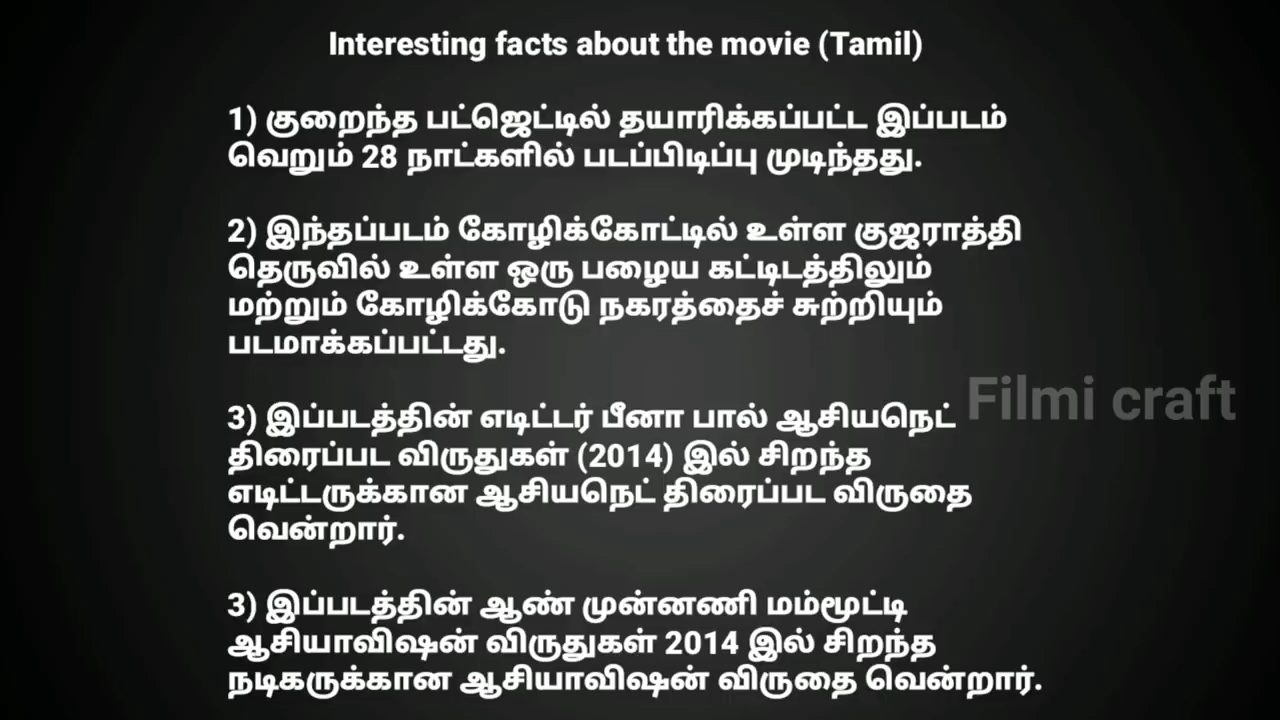 Interesting facts about the movie (Tamil)
1) குறைந்த பட்ஜெட்டில் தயாரிக்கப்பட்ட இப்படம்
வெறும் 28 நாட்களில் படப்பிடிப்பு முடிந்தது.
2) இந்தப்படம் கோழிக்கோட்டில் உள்ள குஜராத்தி
தெருவில் உள்ள ஒரு பழைய கட்டிடத்திலும்
மற்றும் கோழிக்கோடு நகரத்தைச் சுற்றியும்
படமாக்கப்பட்டது.
Filmi craft
3) இப்படத்தின் எடிட்டர் பீனா பால் ஆசியநெட்
திரைப்பட விருதுகள் (2014) இல் சிறந்த
எடிட்டருக்கான ஆசியநெட் திரைப்பட விருதை
வென்றார்.
3) இப்படத்தின் ஆண் முன்னணி மம்மூட்டி
ஆசியாவிஷன் விருதுகள் 2014 இல் சிறந்த
நடிகருக்கான ஆசியாவிஷன் விருதை வென்றார்.